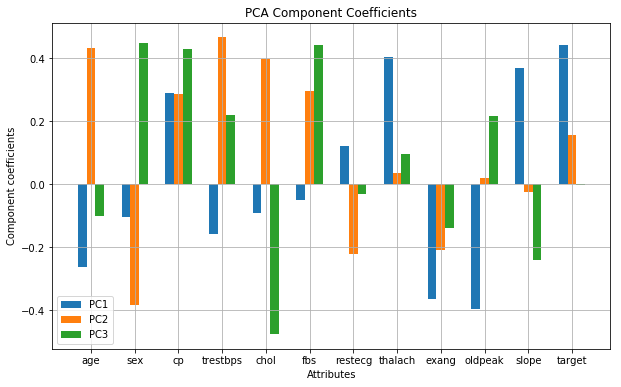 PCA Component Coefficients
Component coefficients
0.4
0.2
0.0
−0.2
−0.4
PC1
PC2
PC3
age sex cp trestbps chol fbs restecg thalach exang oldpeak slope target
Attributes